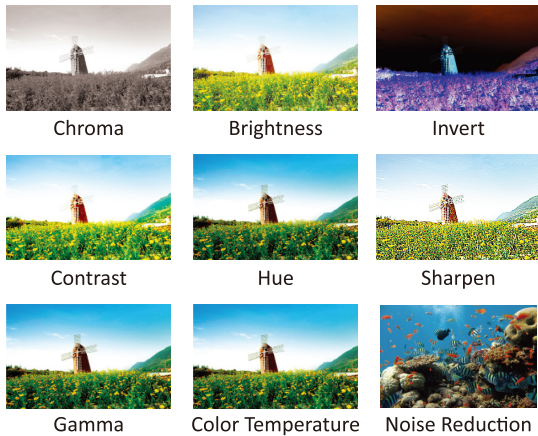 Chroma
Brightness
Invert
Contrast
Hue
Sharpen
Gamma
Color Temperature
Noise Reduction